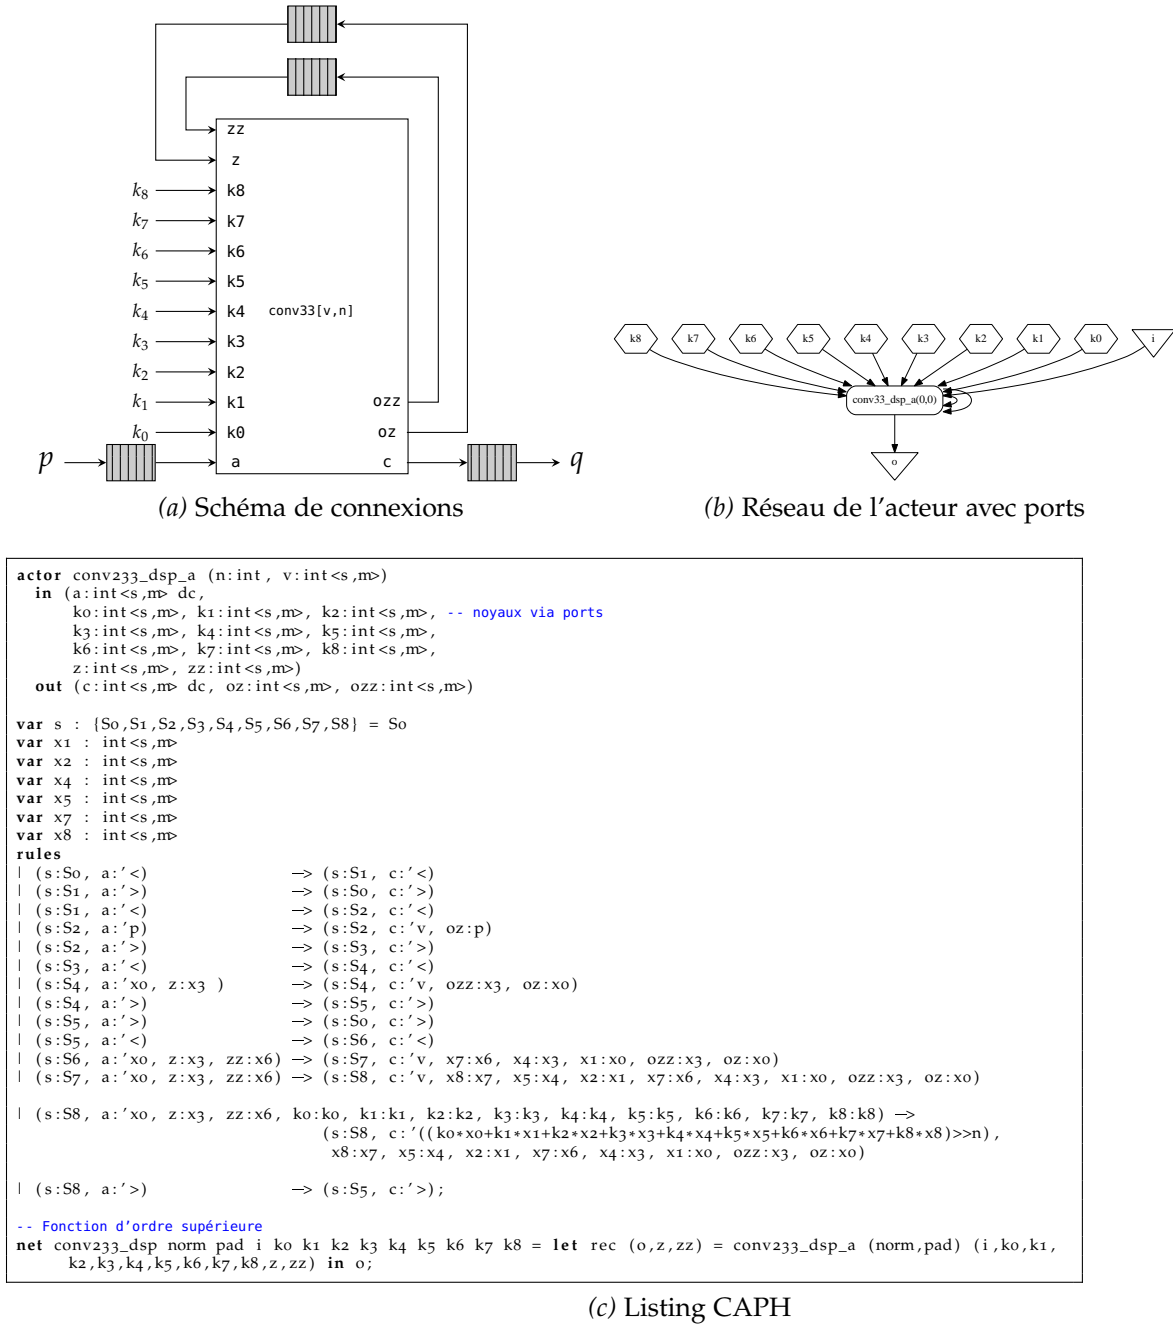 zz
z
k8 k8
k7 k7
k6 k6
k5 k5
k4 k4 conv33[v,n]
k3 k3
k2 k2
k1 k1 ozz
k0 k0 oz
p a c q
(a) Schéma de connexions
k8 k7 k6 k5 k4 k3 k2 k1 k0 i
conv33_dsp_a(0,0)
o
(b) Réseau de l'acteur avec ports
actor conv233_dsp_a (n:int, v:int<s,m>)
in (a:int<s,m> dc,
k0:int<s,m>, k1:int<s,m>, k2:int<s,m>, -- noyaux via ports
k3:int<s,m>, k4:int<s,m>, k5:int<s,m>,
k6:int<s,m>, k7:int<s,m>, k8:int<s,m>,
z:int<s,m>, zz:int<s,m>)
out (c:int<s,m> dc, oz:int<s,m>, ozz:int<s,m>)
var s : {S0,S1,S2,S3,S4,S5,S6,S7,S8} = S0
var x1 : int<s,m>
var x2 : int<s,m>
var x4 : int<s,m>
var x5 : int<s,m>
var x7 : int<s,m>
var x8 : int<s,m>
rules
| (s:S0, a:'<) -> (s:S1, c:'<)
| (s:S1, a:'>) -> (s:S0, c:'>)
| (s:S1, a:'<) -> (s:S2, c:'<)
| (s:S2, a:'p) -> (s:S2, c:'v, oz:p)
| (s:S2, a:'>) -> (s:S3, c:'>)
| (s:S3, a:'<) -> (s:S4, c:'<)
| (s:S4, a:'x0, z:x3 ) -> (s:S4, c:'v, ozz:x3, oz:x0)
| (s:S4, a:'>) -> (s:S5, c:'>)
| (s:S5, a:'>) -> (s:S0, c:'>)
| (s:S5, a:'<) -> (s:S6, c:'<)
| (s:S6, a:'x0, z:x3, zz:x6) -> (s:S7, c:'v, x7:x6, x4:x3, x1:x0, ozz:x3, oz:x0)
| (s:S7, a:'x0, z:x3, zz:x6) -> (s:S8, c:'v, x8:x7, x5:x4, x2:x1, x7:x6, x4:x3, x1:x0, ozz:x3, oz:x0)
| (s:S8, a:'x0, z:x3, zz:x6, k0:k0, k1:k1, k2:k2, k3:k3, k4:k4, k5:k5, k6:k6, k7:k7, k8:k8) ->
(s:S8, c:'((k0*x0+k1*x1+k2*x2+k3*x3+k4*x4+k5*x5+k6*x6+k7*x7+k8*x8)>>n),
x8:x7, x5:x4, x2:x1, x7:x6, x4:x3, x1:x0, ozz:x3, oz:x0)
| (s:S8, a:'>) -> (s:S5, c:'>);
-- Fonction d'ordre supérieure
net conv233_dsp norm pad i k0 k1 k2 k3 k4 k5 k6 k7 k8 = let rec (o,z,zz) = conv233_dsp_a (norm,pad) (i,k0,k1,
k2,k3,k4,k5,k6,k7,k8,z,zz) in o;
(c) Listing CAPH